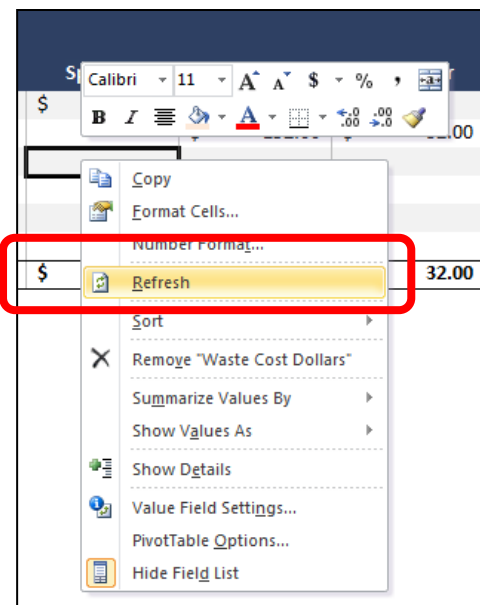 Calibri 11 A A $ % , a
$
B I A .0 .00 .00 .0 .00
Copy
Format Cells...
Number Format...
$ Refresh 32.00
Sort
Remove "Waste Cost Dollars"
Summarize Values By
Show Values As
Show Details
Value Field Settings...
PivotTable Options...
Hide Field List